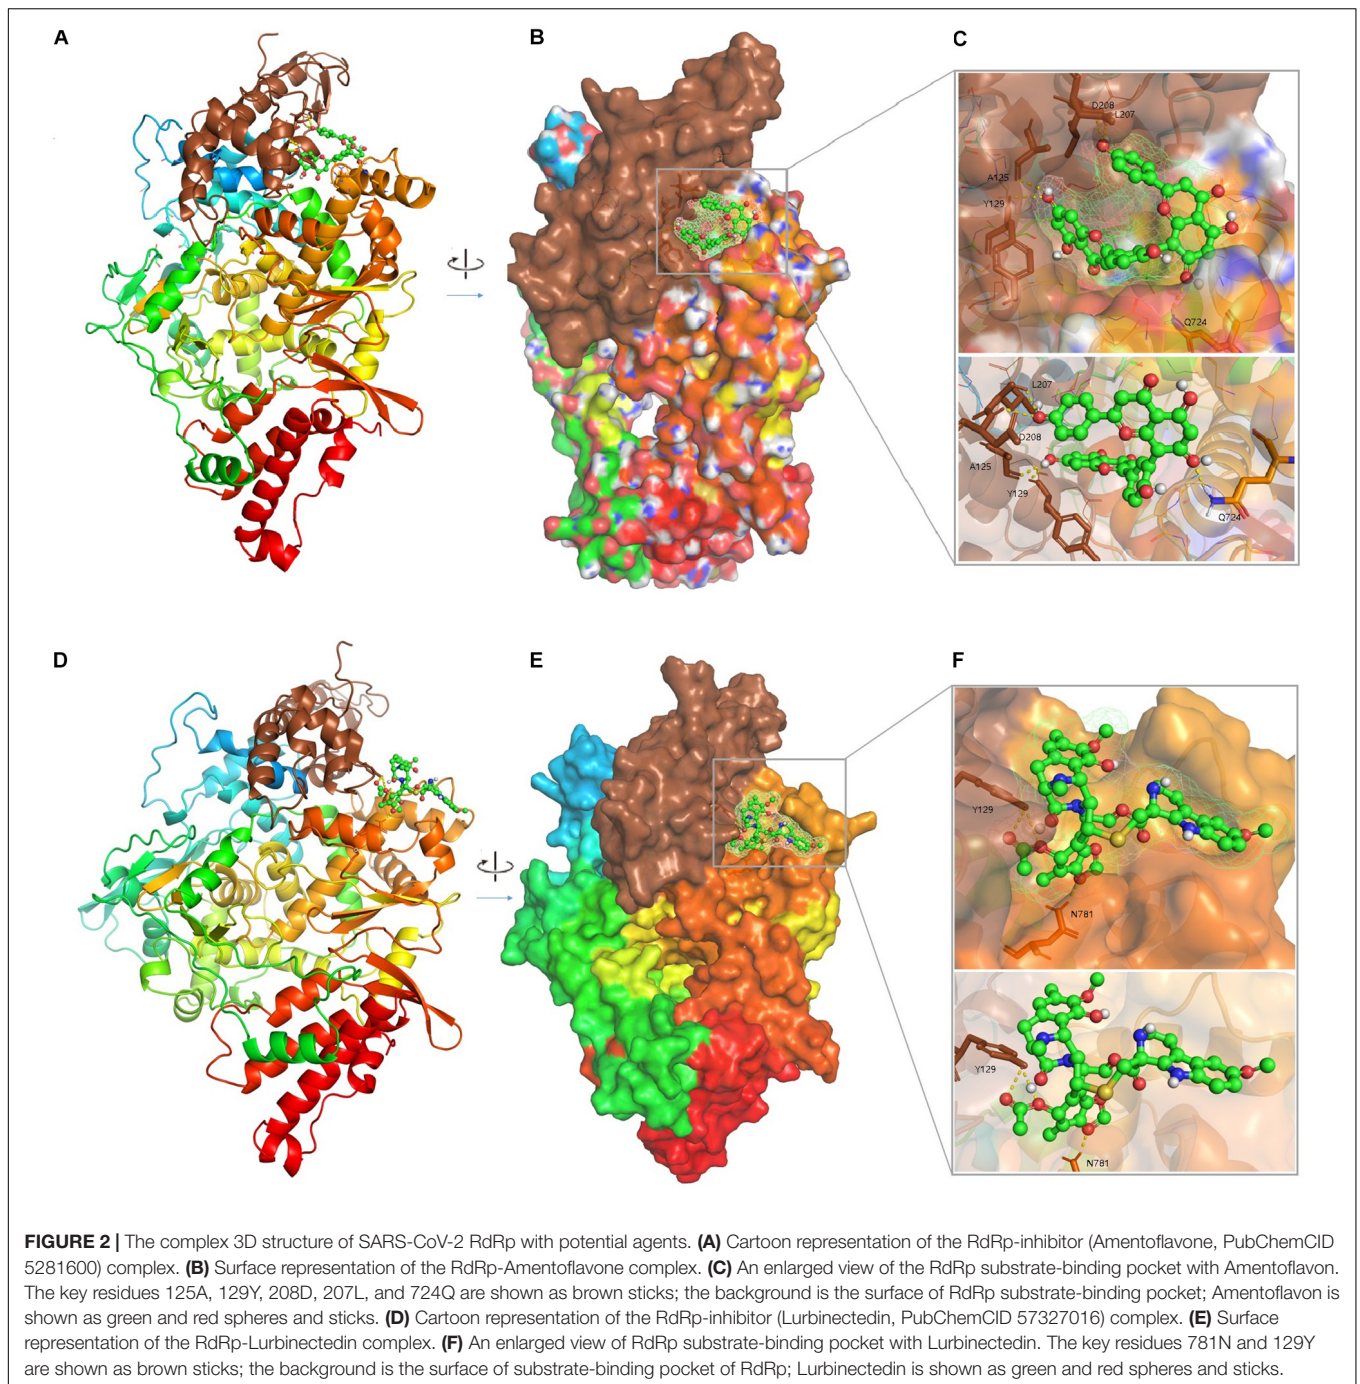 A
B
C
D208
L207
A125
Y129
Q724
L207
D208
A125
Y129
Q724
D
E
F
Y129
N781
Y129
N781
FIGURE 2 | The complex 3D structure of SARS-CoV-2 RdRp with potential agents. (A) Cartoon representation of the RdRp-inhibitor (Amentoflavone, PubChemCID
5281600) complex. (B) Surface representation of the RdRp-Amentoflavone complex. (C) An enlarged view of the RdRp substrate-binding pocket with Amentoflavon.
The key residues 125A, 129Y, 208D, 207L, and 724Q are shown as brown sticks; the background is the surface of RdRp substrate-binding pocket; Amentoflavon is
shown as green and red spheres and sticks. (D) Cartoon representation of the RdRp-inhibitor (Lurbinectedin, PubChemCID 57327016) complex. (E) Surface
representation of the RdRp-Lurbinectedin complex. (F) An enlarged view of RdRp substrate-binding pocket with Lurbinectedin. The key residues 781N and 129Y
are shown as brown sticks; the background is the surface of substrate-binding pocket of RdRp; Lurbinectedin is shown as green and red spheres and sticks.